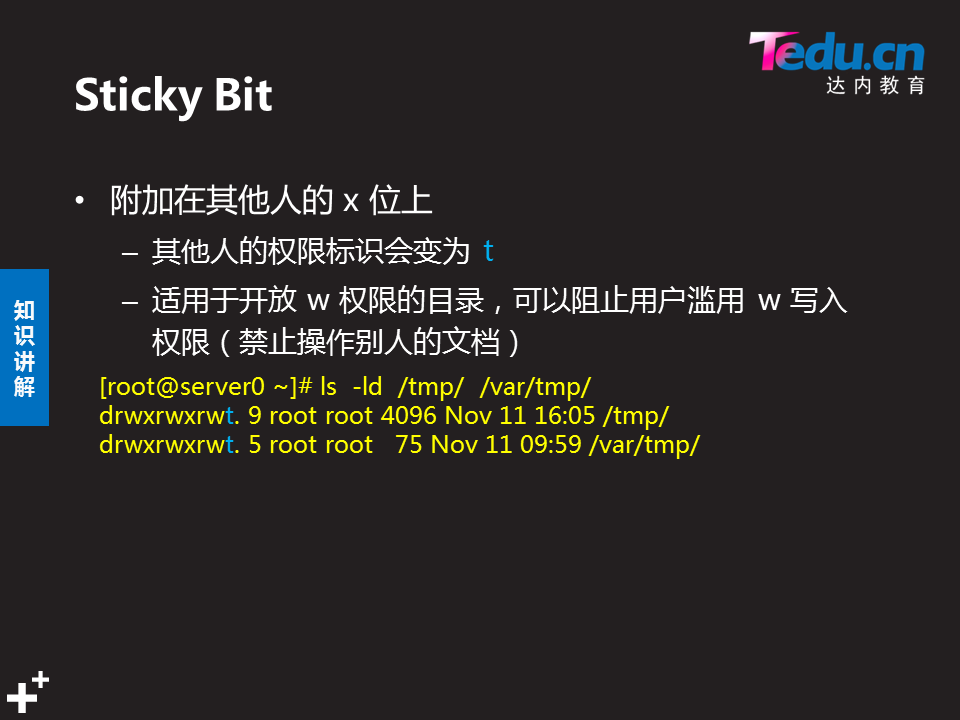 Tedu.cn
达内教育
Sticky Bit
• 附加在其他人的 x 位上
– 其他人的权限标识会变为 t
– 适用于开放 w 权限的目录，可以阻止用户滥用 w 写入
权限（禁止操作别人的文档）
知识讲解
[root@server0 ~]# ls -ld /tmp/ /var/tmp/
drwxrwxrwt. 9 root root 4096 Nov 11 16:05 /tmp/
drwxrwxrwt. 5 root root 75 Nov 11 09:59 /var/tmp/